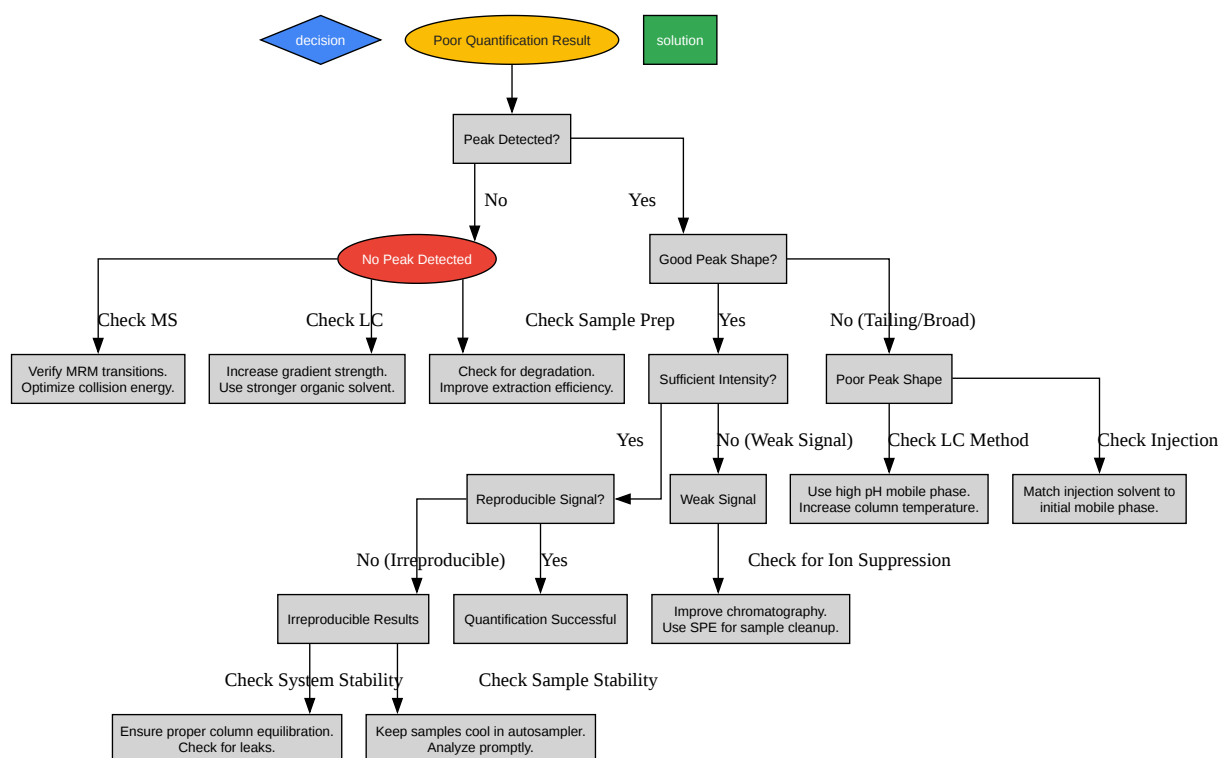 decision
Poor Quantification Result
solution
Peak Detected?
No
Yes
No Peak Detected
Good Peak Shape?
Check MS
Check LC
Check Sample Prep
Yes
No (Tailing/Broad)
Verify MRM transitions.
Optimize collision energy.
Increase gradient strength.
Use stronger organic solvent.
Check for degradation.
Improve extraction efficiency.
Sufficient Intensity?
Poor Peak Shape
Yes
No (Weak Signal)
Check LC Method
Check Injection
Reproducible Signal?
Weak Signal
Use high pH mobile phase.
Increase column temperature.
Match injection solvent to
initial mobile phase.
No (Irreproducible)
Yes
Check for Ion Suppression
Irreproducible Results
Quantification Successful
Improve chromatography.
Use SPE for sample cleanup.
Check System Stability
Check Sample Stability
Ensure proper column equilibration.
Check for leaks.
Keep samples cool in autosampler.
Analyze promptly.